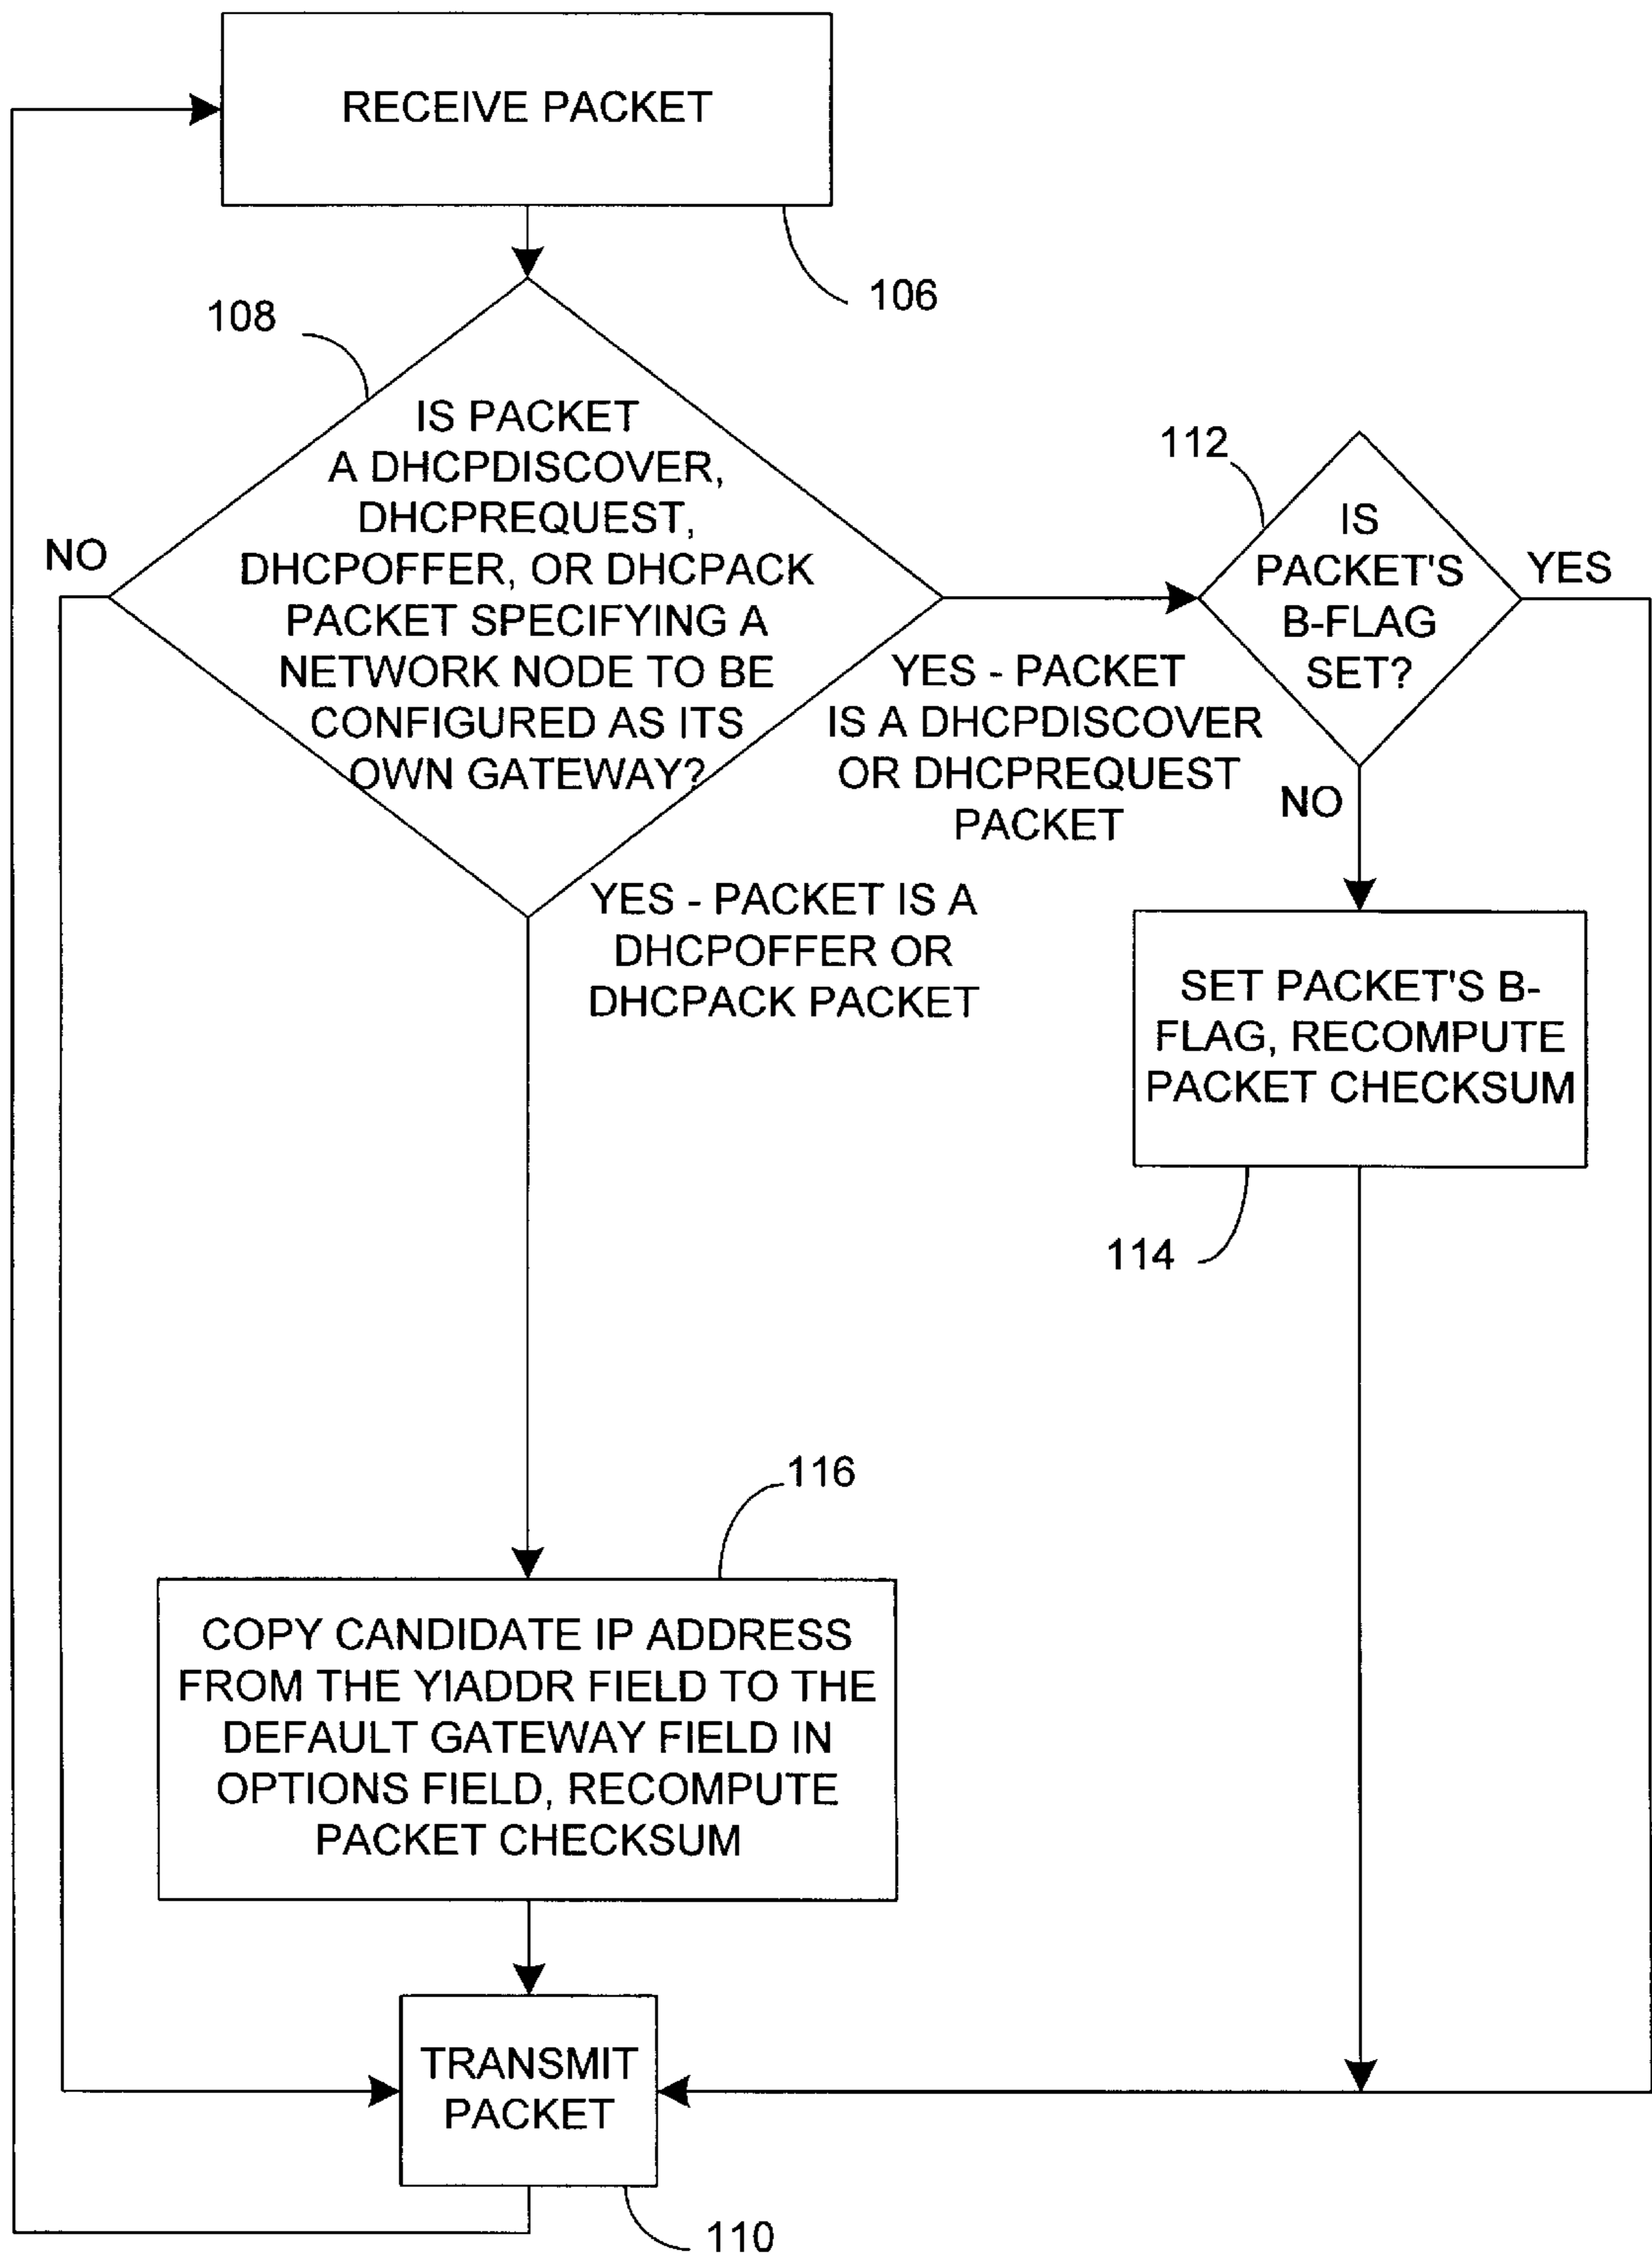 RECEIVE PACKET
106
108
IS PACKET
A DHCPDISCOVER,
DHCPREQUEST,
DHCPOFFER, OR DHCPACK
PACKET SPECIFYING A
NETWORK NODE TO BE
CONFIGURED AS ITS
OWN GATEWAY?
NO
112
IS
PACKET'S
B-FLAG
SET?
YES
YES - PACKET
IS A DHCPDISCOVER
OR DHCPREQUEST
PACKET
NO
YES - PACKET IS A
DHCPOFFER OR
DHCPACK PACKET
SET PACKET'S B-
FLAG, RECOMPUTE
PACKET CHECKSUM
114
116
COPY CANDIDATE IP ADDRESS
FROM THE YIADDR FIELD TO THE
DEFAULT GATEWAY FIELD IN
OPTIONS FIELD, RECOMPUTE
PACKET CHECKSUM
TRANSMIT
PACKET
110